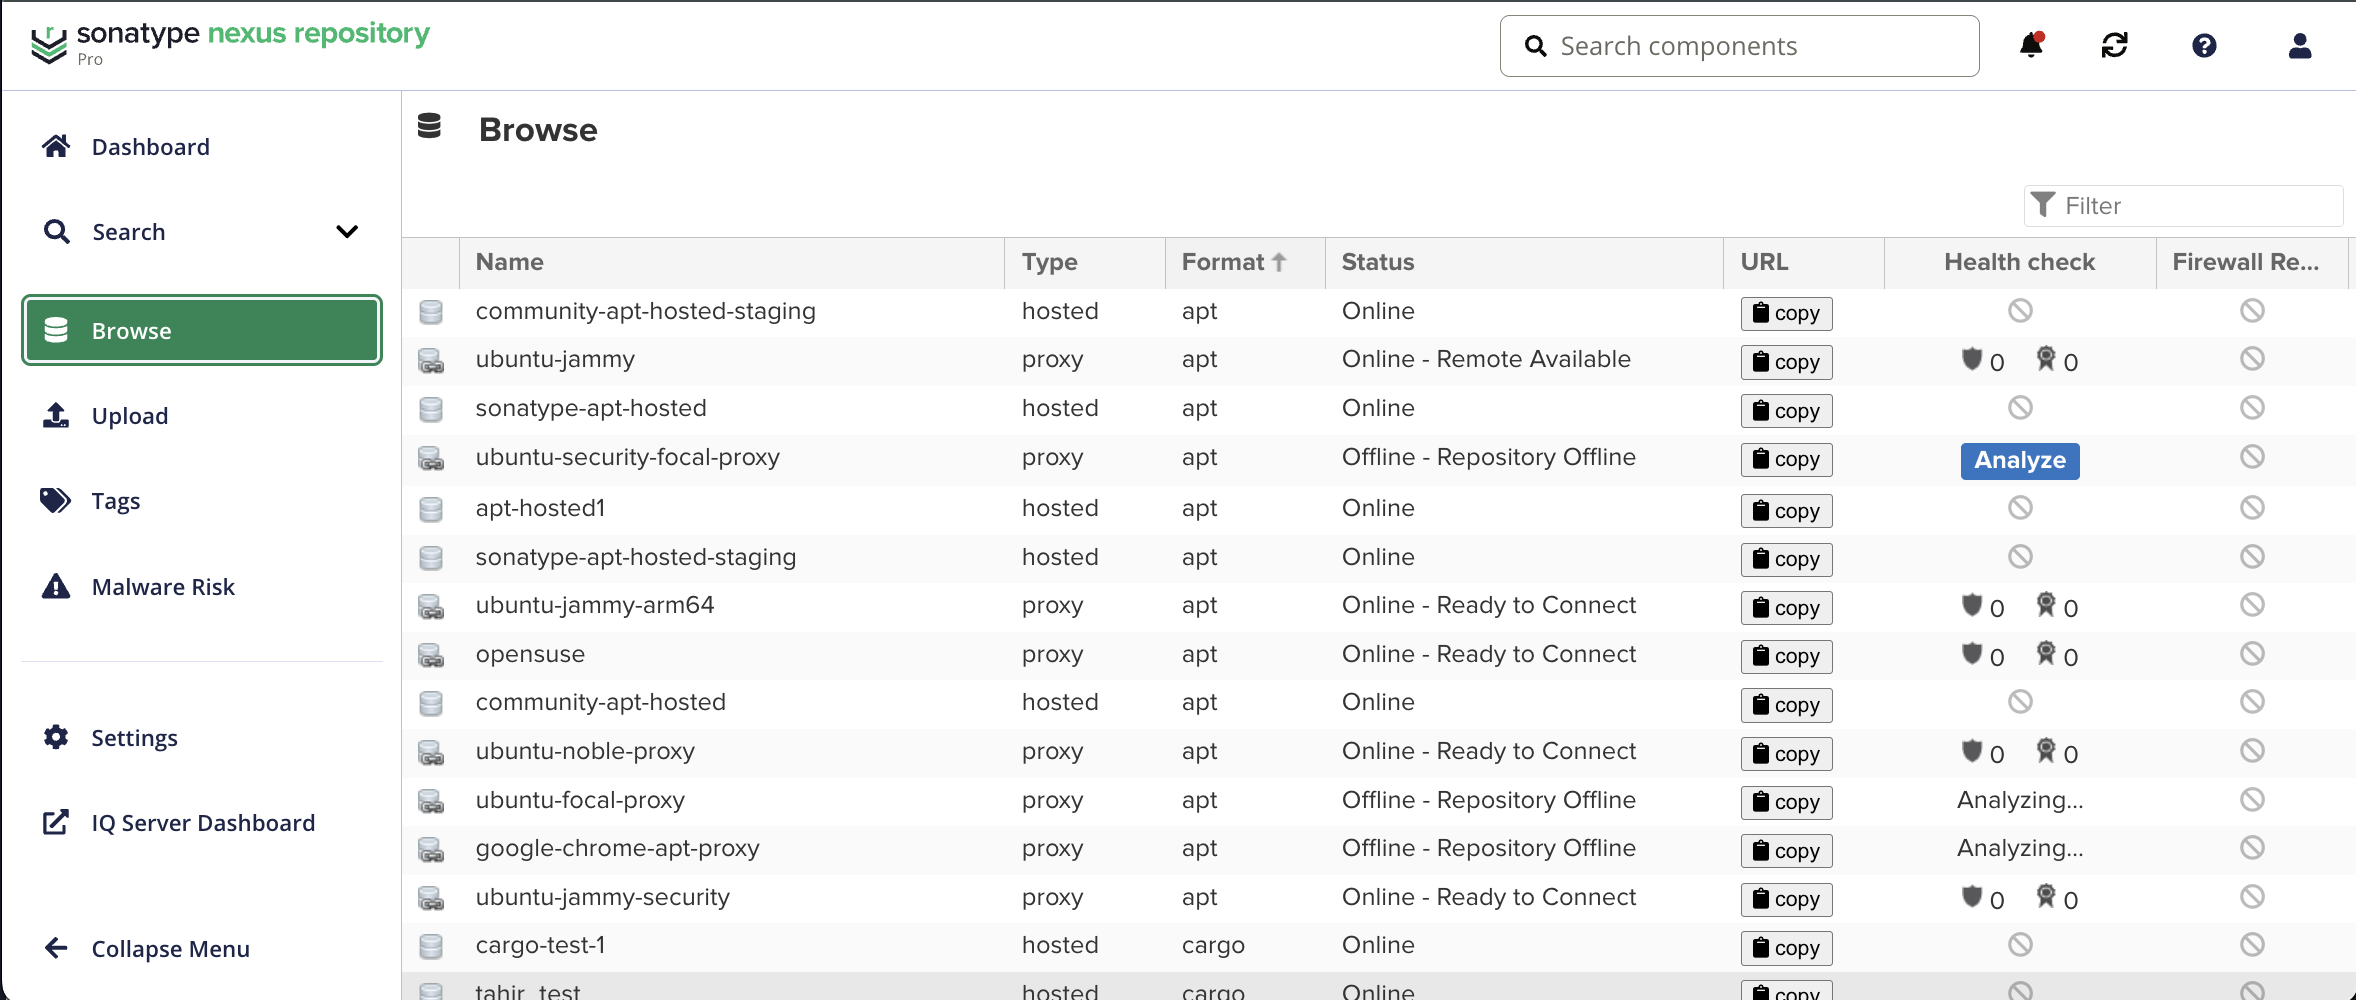 sonatype nexus repository
Pro
Search components
Dashboard
Search
Browse
Upload
Tags
Malware Risk
Settings
IQ Server Dashboard
Collapse Menu
Browse
Filter
Name Type Format Status URL Health check Firewall Re...
community-apt-hosted-staging hosted apt Online copy
ubuntu-jammy proxy apt Online - Remote Available copy 0 0
sonatype-apt-hosted hosted apt Online copy
ubuntu-security-focal-proxy proxy apt Offline - Repository Offline copy Analyze
apt-hosted1 hosted apt Online copy
sonatype-apt-hosted-staging hosted apt Online copy
ubuntu-jammy-arm64 proxy apt Online - Ready to Connect copy 0 0
opensuse proxy apt Online - Ready to Connect copy 0 0
community-apt-hosted hosted apt Online copy
ubuntu-noble-proxy proxy apt Online - Ready to Connect copy 0 0
ubuntu-focal-proxy proxy apt Offline - Repository Offline copy Analyzing...
google-chrome-apt-proxy proxy apt Offline - Repository Offline copy Analyzing...
ubuntu-jammy-security proxy apt Online - Ready to Connect copy 0 0
cargo-test-1 hosted cargo Online copy
tahir_test hosted cargo Online copy